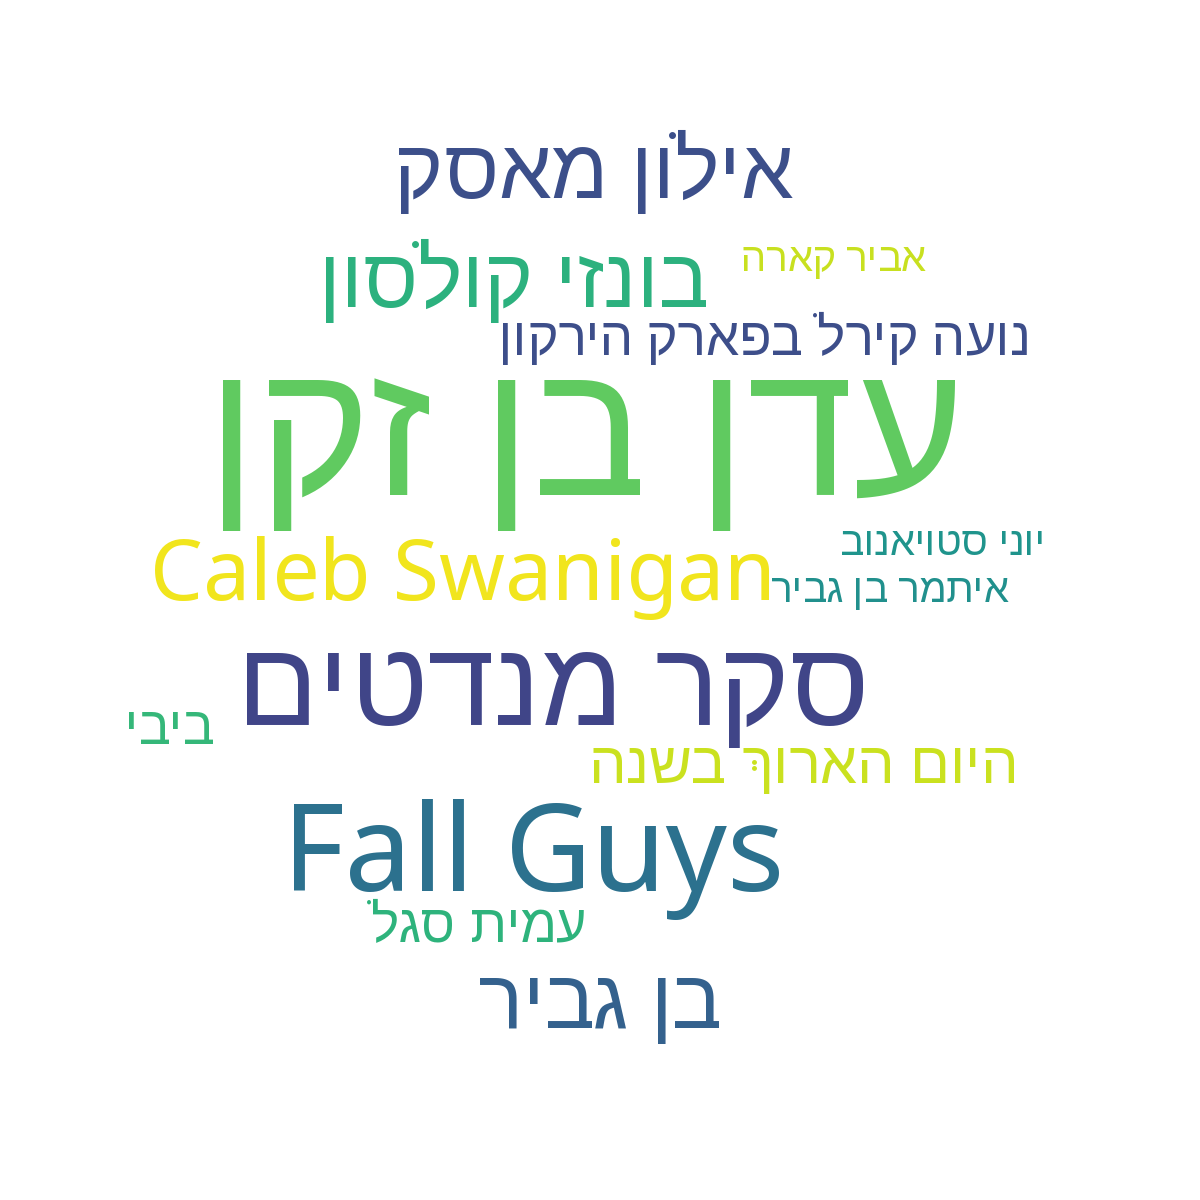 אילון מאסק
בונזי קולסון
אביר קארה
נועה קירל בפארק הירקון
עדן בן זקן
Caleb Swanigan
יוני סטויאנוב
איתמר בן גביר
סקר מנדטים
ביבי
היום הארוך בשנה
Fall Guys
עמית סגל
בן גביר